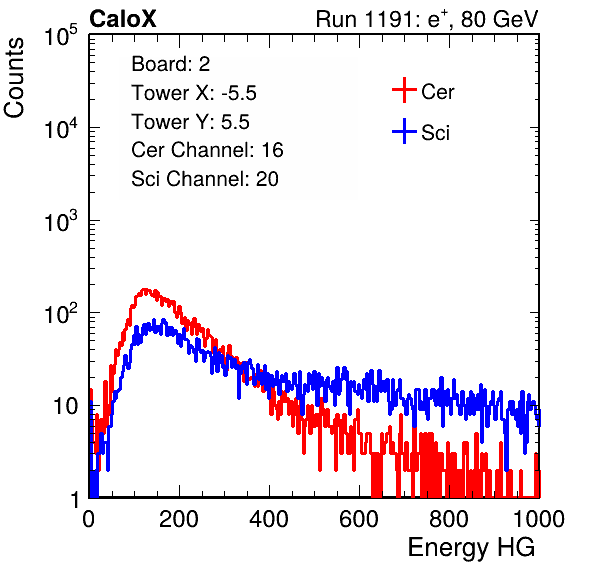 CaloX Run 1191: e⁺, 80 GeV
Counts
10⁵
10⁴
10³
10²
10
1
Board: 2
Tower X: -5.5
Tower Y: 5.5
Cer Channel: 16
Sci Channel: 20
Cer
Sci
0 200 400 600 800 1000
Energy HG